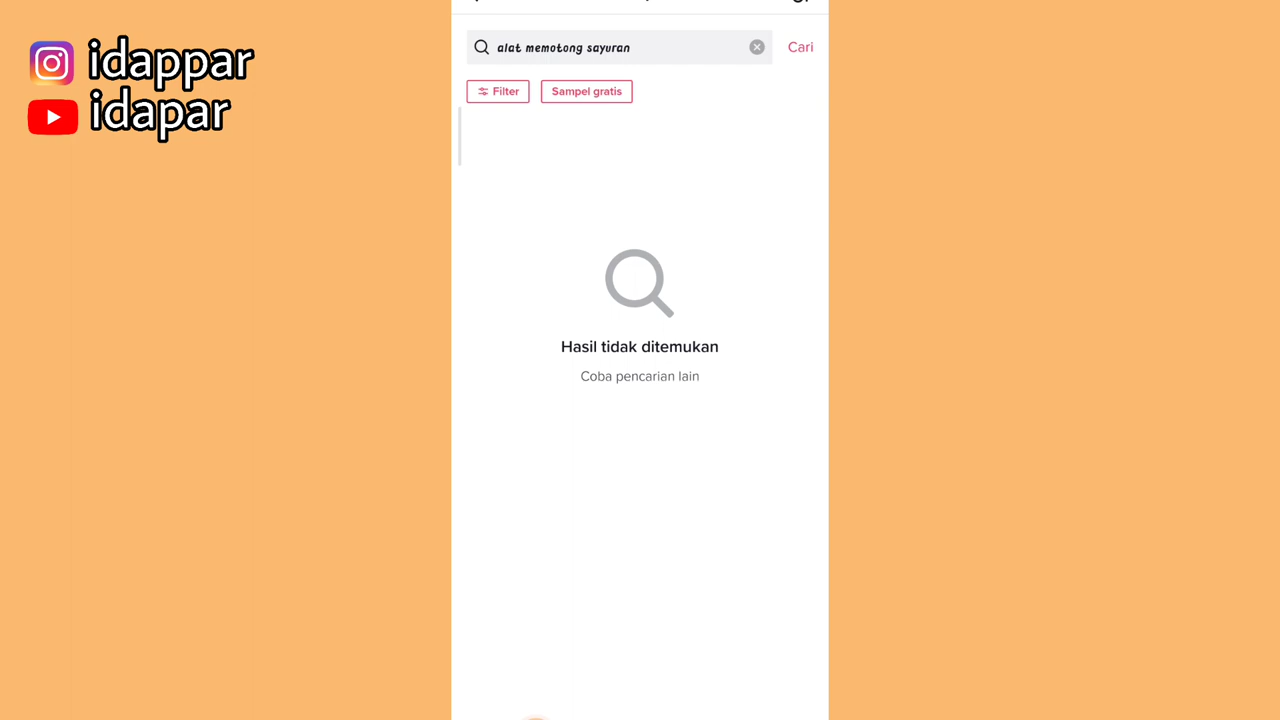 idappar
idapar
alat memotong sayuran
Cari
Filter
Sampel gratis
Hasil tidak ditemukan
Coba pencarian lain